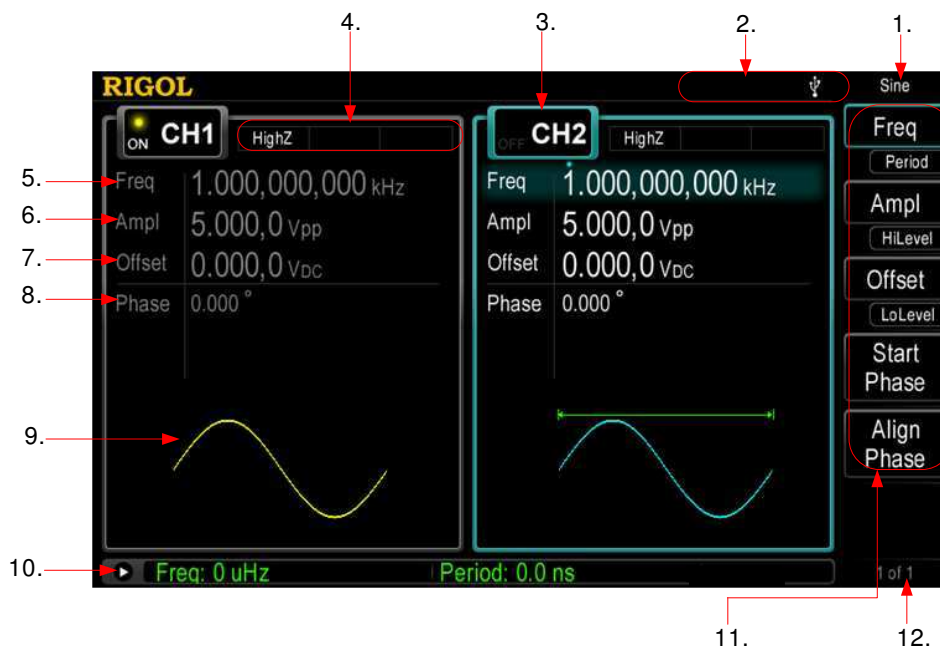 4.
3.
2.
1.
RIGOL
Sine
ON CH1 HighZ
OFF CH2 HighZ
5.
Freq 1.000,000,000 kHz
6.
Ampl 5.000,0 Vpp
7.
Offset 0.000,0 VDC
8.
Phase 0.000 °
Freq 1.000,000,000 kHz
Ampl 5.000,0 Vpp
Offset 0.000,0 VDC
Phase 0.000 °
Freq
Period
Ampl
HiLevel
Offset
LoLevel
Start
Phase
Align
Phase
9.
10.
Freq: 0 uHz Period: 0.0 ns
1 of 1
11.
12.